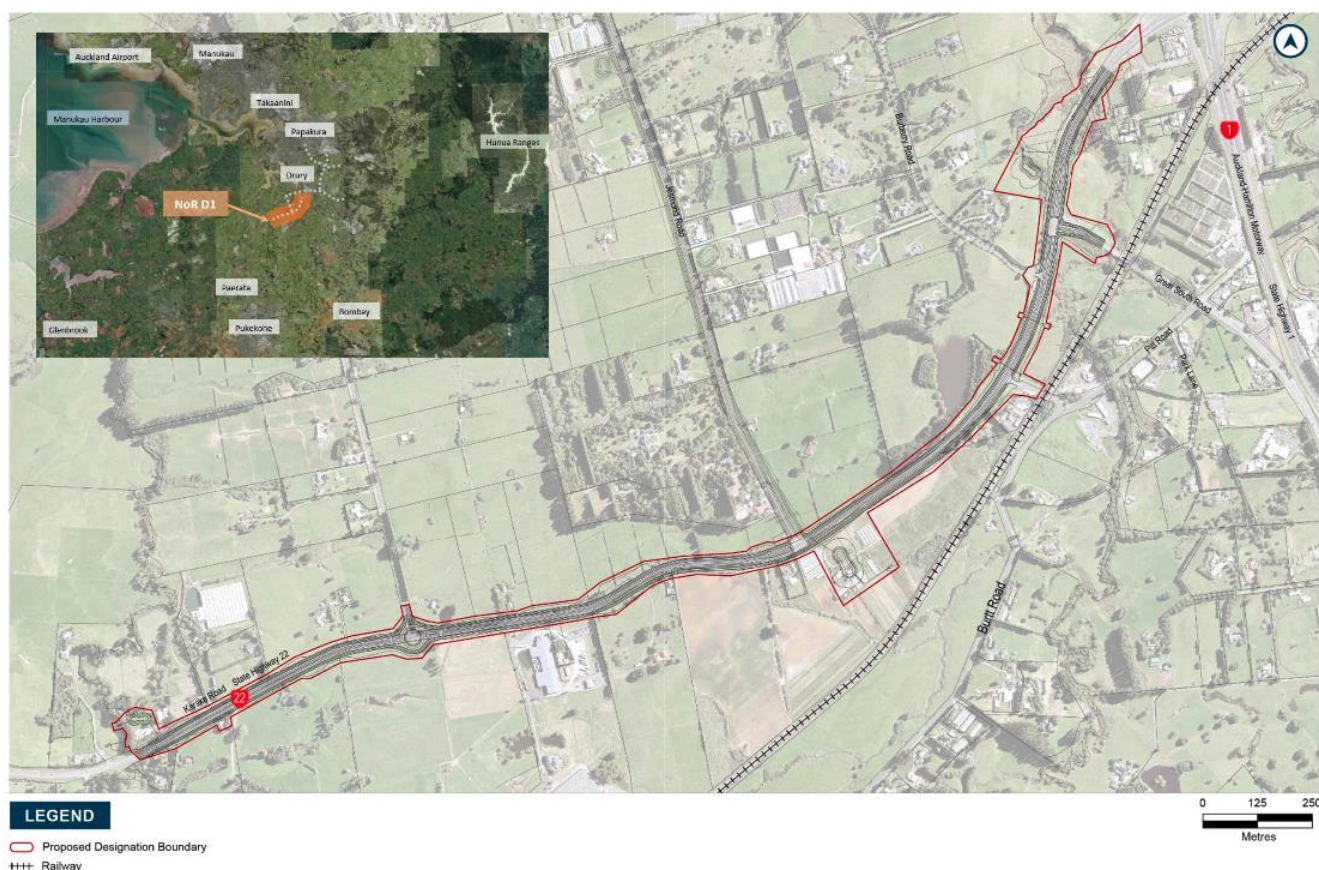 Auckland Airport
Manukau
Manukau Harbour
Takaanini
Papakura
Hunua Ranges
Drury
NoR D1
Paerata
Bombay
Glenbrook
Pukekohe
Jesmond Road
Burberry Road
1
Auckland Hamilton Motorway
State Highway 1
Great South Road
Pitt Road
Park Lane
Burtt Road
Karaka Road
State Highway 22
22
LEGEND
Proposed Designation Boundary
Railway
0 125 250
Metres